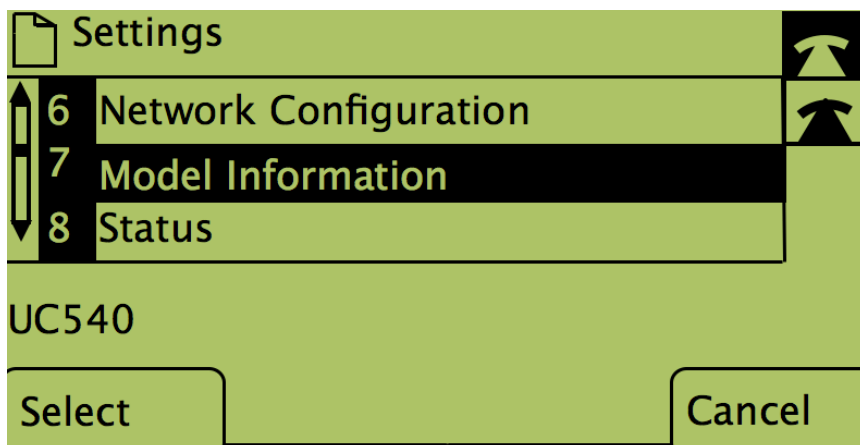 Settings
6 Network Configuration
7 Model Information
8 Status
UC540
Select Cancel